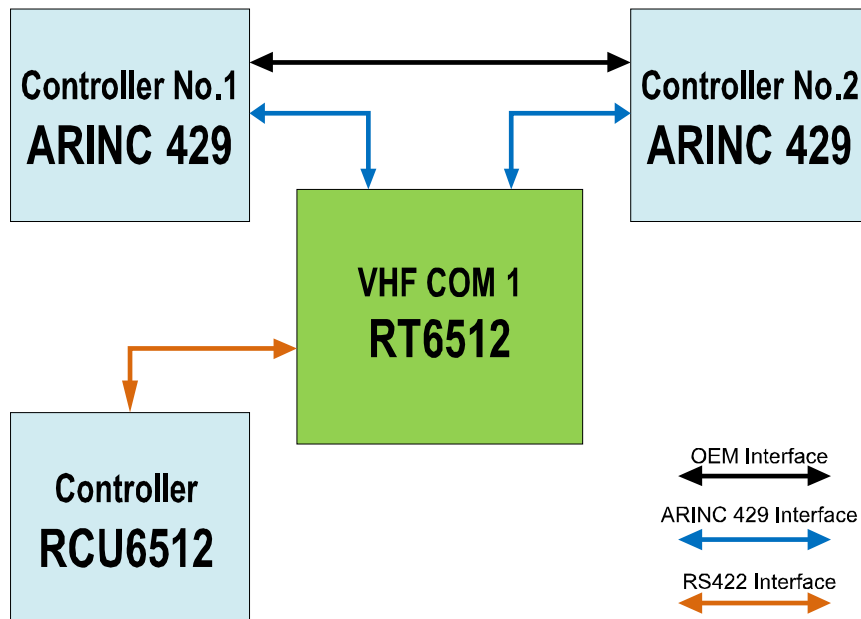 Controller No.1
ARINC 429
Controller No.2
ARINC 429
VHF COM 1
RT6512
Controller
RCU6512
OEM Interface
ARINC 429 Interface
RS422 Interface